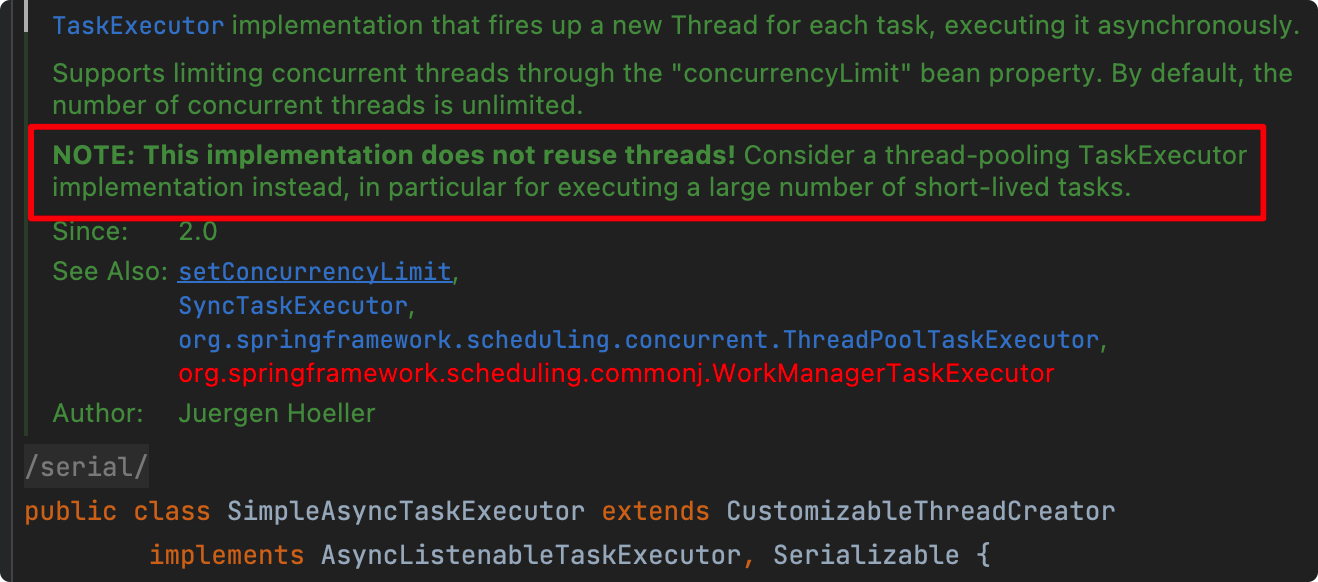 TaskExecutor implementation that fires up a new Thread for each task, executing it asynchronously.
Supports limiting concurrent threads through the "concurrencyLimit" bean property. By default, the
number of concurrent threads is unlimited.
NOTE: This implementation does not reuse threads! Consider a thread-pooling TaskExecutor
implementation instead, in particular for executing a large number of short-lived tasks.
Since: 2.0
See Also: setConcurrencyLimit,
SyncTaskExecutor,
org.springframework.scheduling.concurrent.ThreadPoolTaskExecutor,
org.springframework.scheduling.commonj.WorkManagerTaskExecutor
Author: Juergen Hoeller
/serial/
public class SimpleAsyncTaskExecutor extends CustomizableThreadCreator
implements AsyncListenableTaskExecutor, Serializable {